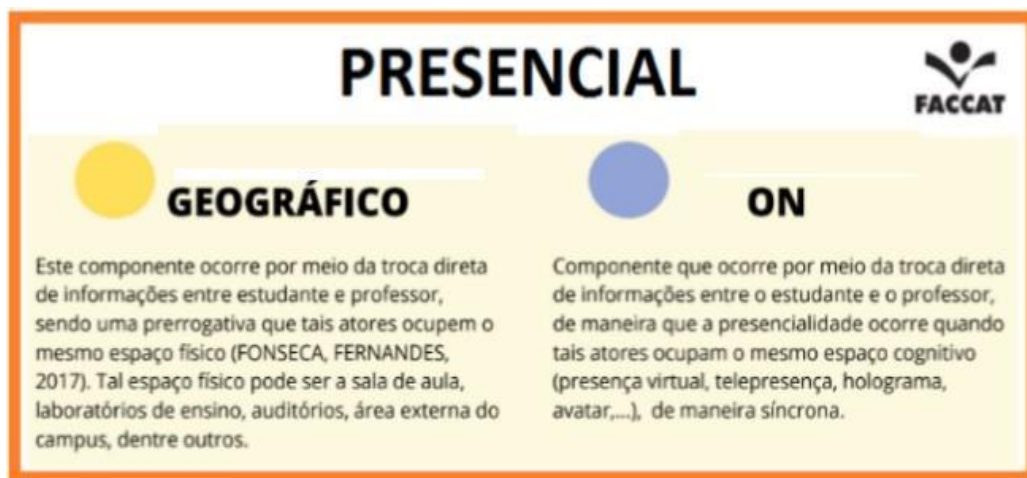 PRESENCIAL
FACCAT
GEOGRÁFICO
Este componente ocorre por meio da troca direta
de informações entre estudante e professor,
sendo uma prerrogativa que tais atores ocupem o
mesmo espaço físico (FONSECA, FERNANDES,
2017). Tal espaço físico pode ser a sala de aula,
laboratórios de ensino, auditórios, área externa do
campus, dentre outros.
ON
Componente que ocorre por meio da troca direta
de informações entre o estudante e o professor,
de maneira que a presencialidade ocorre quando
tais atores ocupam o mesmo espaço cognitivo
(presença virtual, telepresença, holograma,
avatar,...), de maneira síncrona.